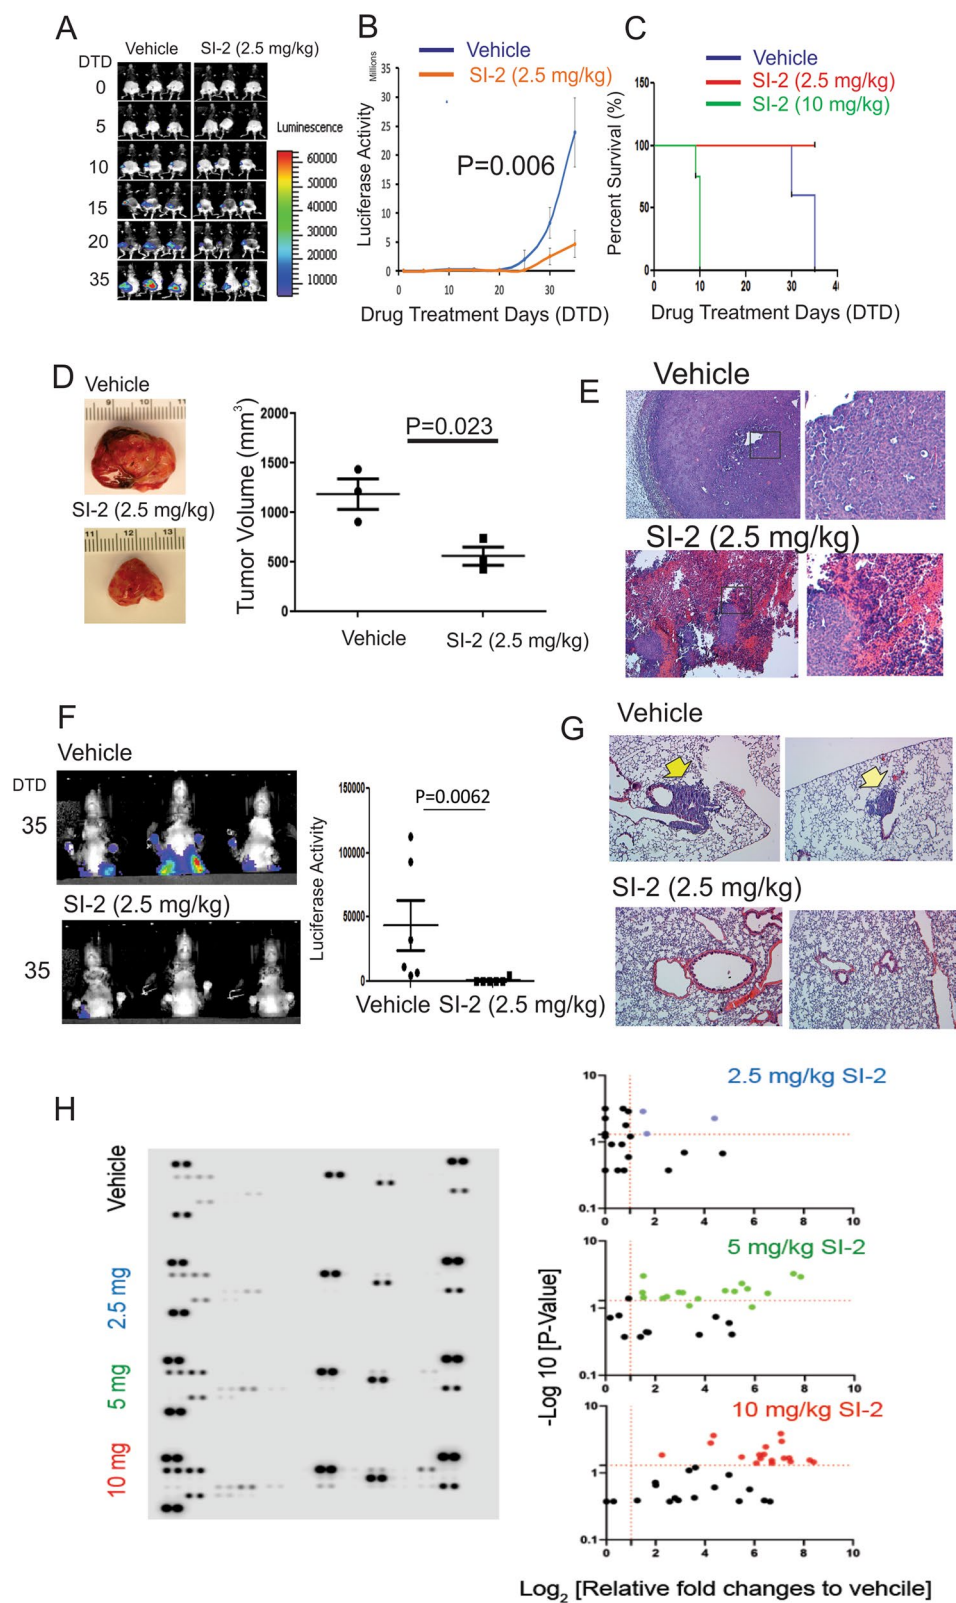 A
Vehicle SI-2 (2.5 mg/kg)
DTD
0
5
10
15
20
35
Luminescence
60000
50000
40000
30000
20000
10000
B
Vehicle
SI-2 (2.5 mg/kg)
Millions
35
30
25
20
15
10
5
0
P=0.006
Luciferase Activity
0 10 20 30
Drug Treatment Days (DTD)
C
Vehicle
SI-2 (2.5 mg/kg)
SI-2 (10 mg/kg)
150
100
50
0
Percent Survival (%)
0 10 20 30 40
Drug Treatment Days (DTD)
D
Vehicle
9 10 11
SI-2 (2.5 mg/kg)
11 12 13
2000
1500
1000
500
0
Tumor Volume (mm3)
P=0.023
Vehicle SI-2 (2.5 mg/kg)
E
Vehicle
SI-2 (2.5 mg/kg)
F
Vehicle
DTD
35
SI-2 (2.5 mg/kg)
35
150000
100000
50000
0
Luciferase Activity
P=0.0062
Vehicle SI-2 (2.5 mg/kg)
G
Vehicle
SI-2 (2.5 mg/kg)
H
Vehicle
2.5 mg
5 mg
10 mg
2.5 mg/kg SI-2
10
1
0.1
0 2 4 6 8 10
5 mg/kg SI-2
10
1
0.1
0 2 4 6 8 10
10 mg/kg SI-2
10
1
0.1
0 2 4 6 8 10
-Log 10 [P-Value]
Log2 [Relative fold changes to vehcile]